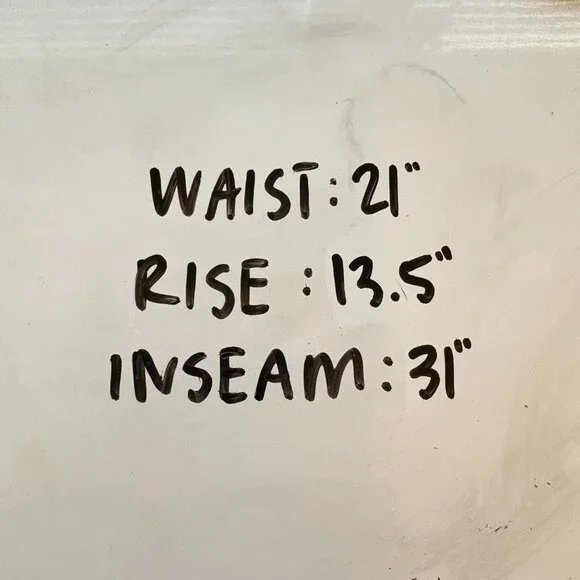 WAIST: 21"
RISE : 13.5"
INSEAM: 31"